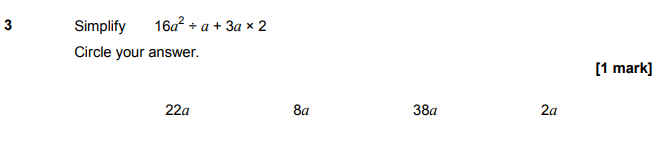 3 Simplify 16a² ÷ a + 3a × 2
Circle your answer.
[1 mark]
22a 8a 38a 2a